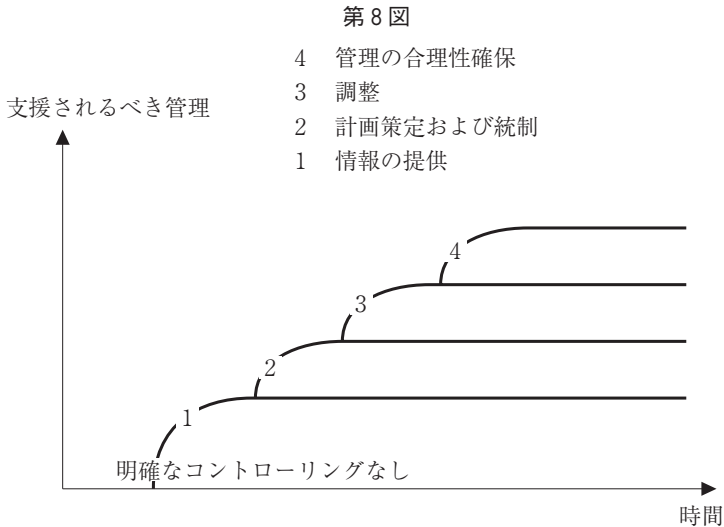 第8図
4 管理の合理性確保
3 調整
2 計画策定および統制
1 情報の提供
支援されるべき管理
4
3
2
1
明確なコントローリングなし
時間